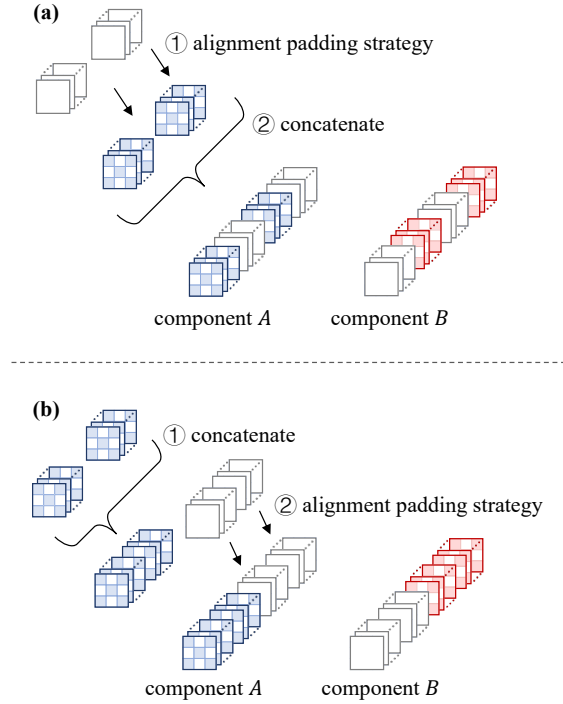 (a)
① alignment padding strategy
② concatenate
component A
component B
(b)
① concatenate
② alignment padding strategy
component A
component B